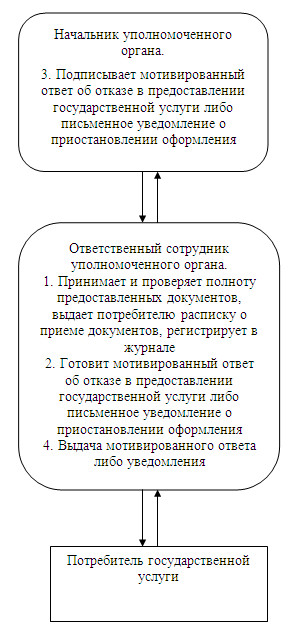 Начальник уполномоченного
органа.
3. Подписывает мотивированный
ответ об отказе в предоставлении
государственной услуги либо
письменное уведомление о
приостановлении оформления
Ответственный сотрудник
уполномоченного органа.
1. Принимает и проверяет полноту
предоставленных документов,
выдает потребителю расписку о
приеме документов, регистрирует в
журнале
2. Готовит мотивированный ответ
об отказе в предоставлении
государственной услуги либо
письменное уведомление о
приостановлении оформления
4. Выдача мотивированного ответа
либо уведомления
Потребитель государственной
услуги